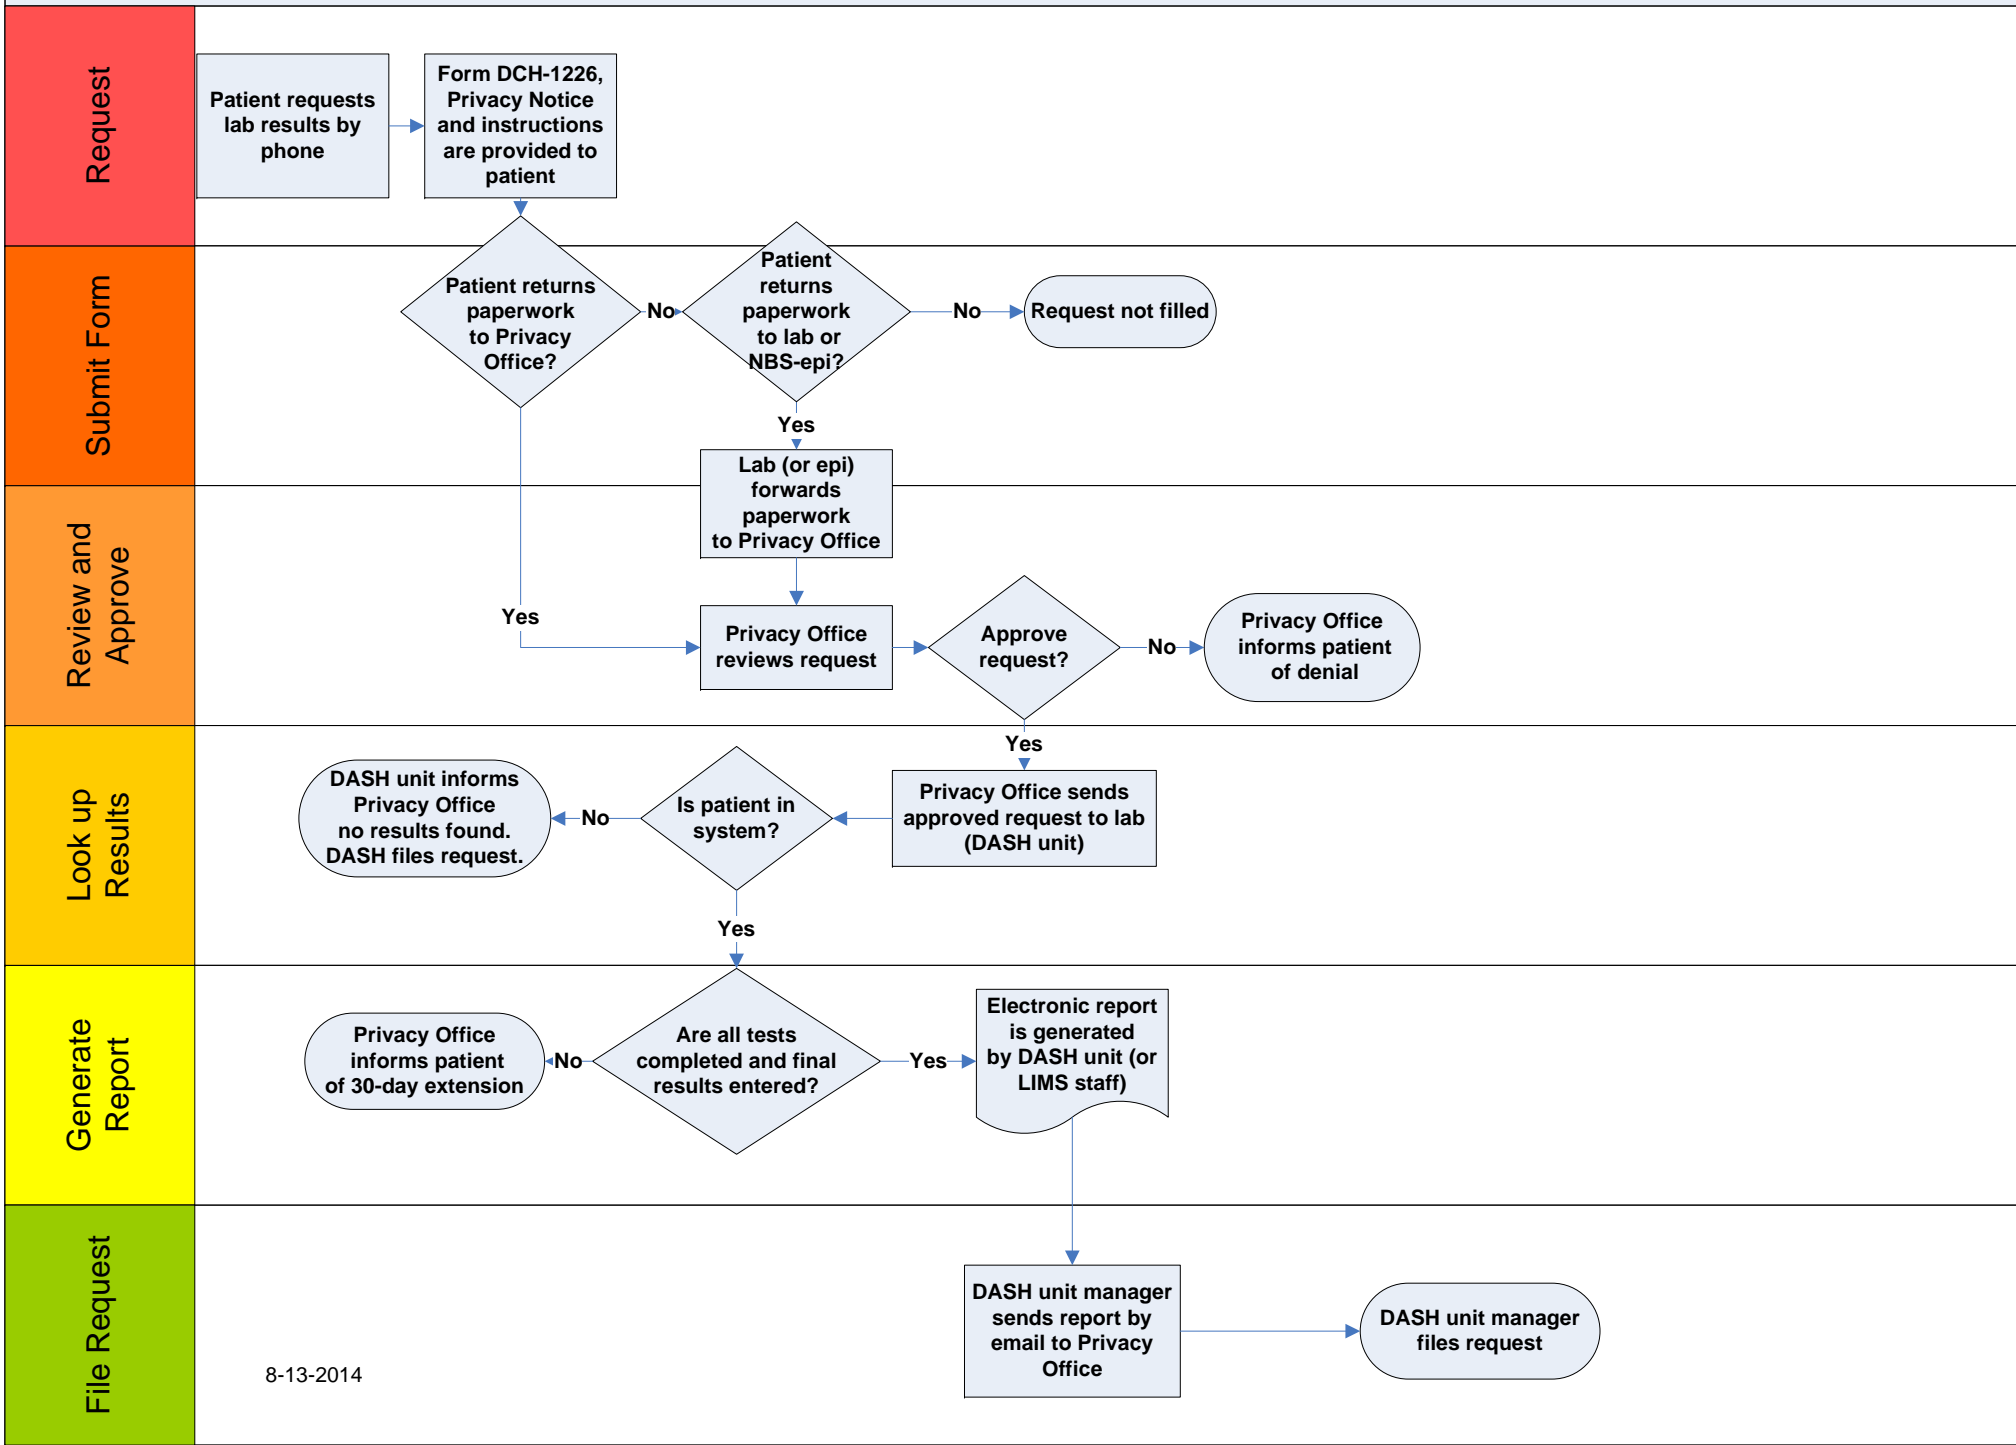 Request
Patient requests
lab results by
phone
Form DCH-1226,
Privacy Notice
and instructions
are provided to
patient
Submit Form
Patient returns
paperwork
to Privacy
Office?
No
Patient
returns
paperwork
to lab or
NBS-epi?
No
Request not filled
Yes
Lab (or epi)
forwards
paperwork
to Privacy Office
Review and
Approve
Yes
Privacy Office
reviews request
Approve
request?
No
Privacy Office
informs patient
of denial
Yes
Look up
Results
DASH unit informs
Privacy Office
no results found.
DASH files request.
No
Is patient in
system?
Privacy Office sends
approved request to lab
(DASH unit)
Yes
Generate
Report
Privacy Office
informs patient
of 30-day extension
No
Are all tests
completed and final
results entered?
Yes
Electronic report
is generated
by DASH unit (or
LIMS staff)
File Request
DASH unit manager
sends report by
email to Privacy
Office
DASH unit manager
files request
8-13-2014